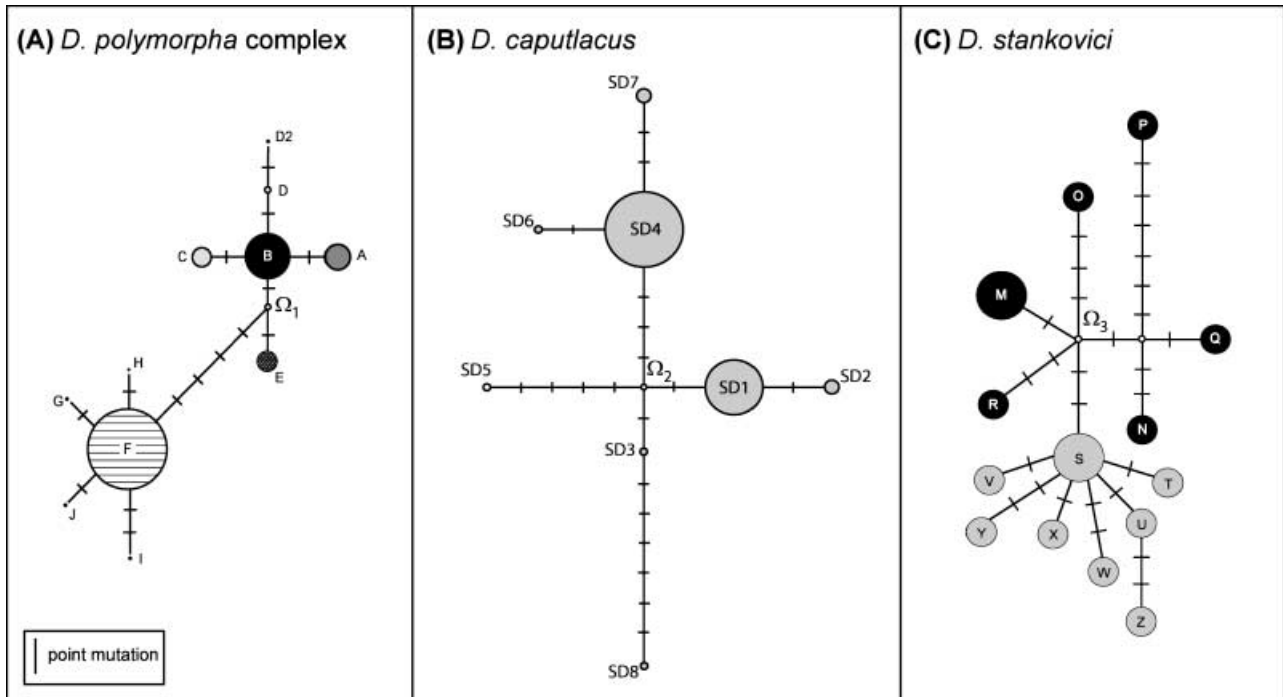 (A) D. polymorpha complex
D2
D
C
B
A
Ω1
E
H
G
F
J
I
point mutation
(B) D. caputlacus
SD7
SD6
SD4
SD5
Ω2
SD1
SD2
SD3
SD8
(C) D. stankovici
P
O
M
Ω3
Q
R
N
S
V
T
Y
X
U
W
Z